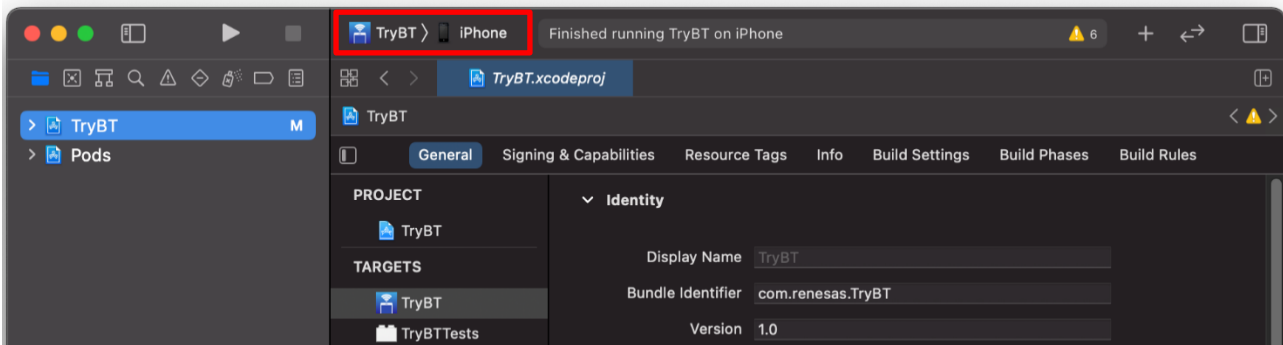 TryBT 〉 iPhone
Finished running TryBT on iPhone
6
TryBT.xcodeproj
TryBT M
Pods
TryBT
General Signing & Capabilities Resource Tags Info Build Settings Build Phases Build Rules
PROJECT
TryBT
TARGETS
TryBT
TryBTTests
Identity
Display Name TryBT
Bundle Identifier com.renesas.TryBT
Version 1.0